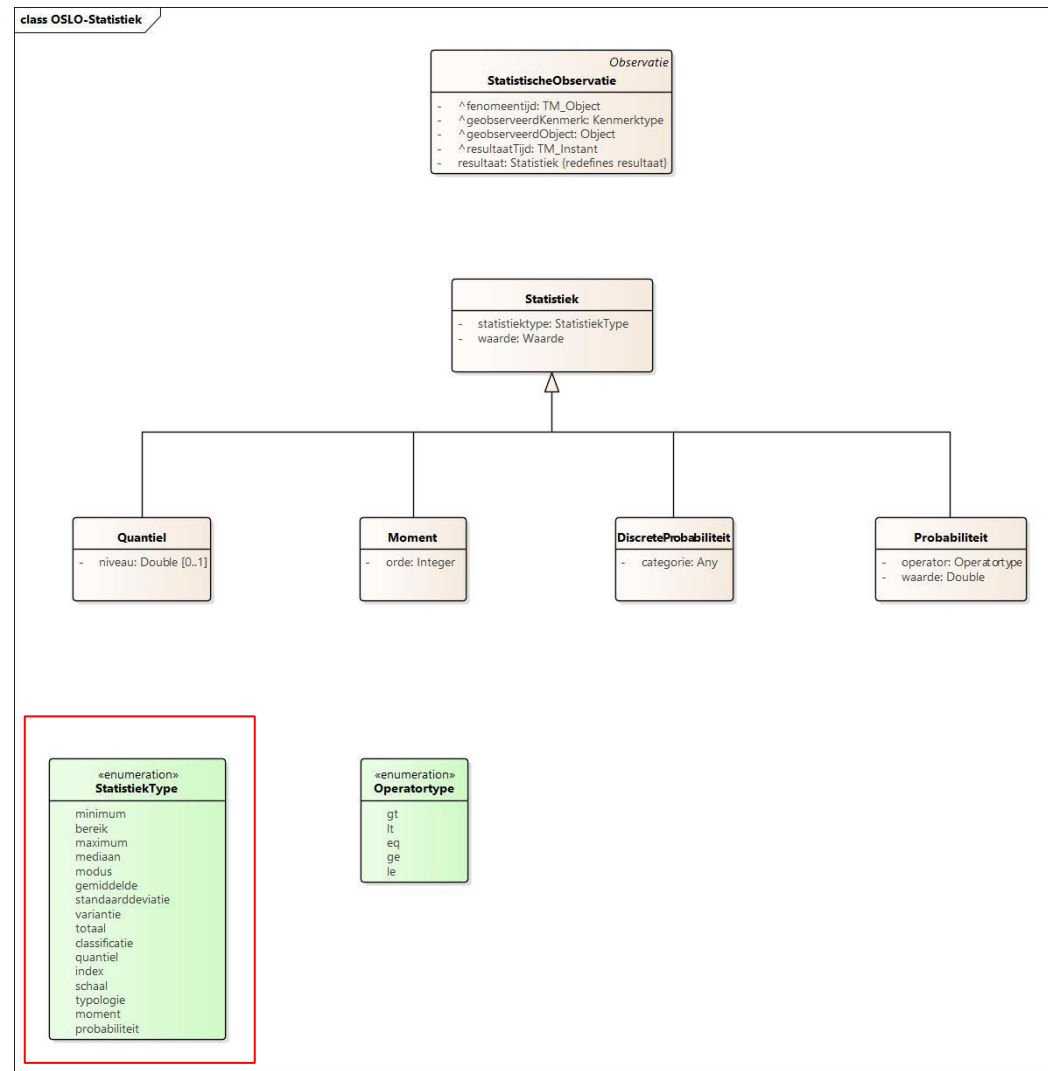 class OSLO-Statistiek
Observatie
StatistischeObservatie
- ^fenomeentijd: TM_Object
- ^geobserveerdKenmerk: Kenmerktype
- ^geobserveerdObject: Object
- ^resultaatTijd: TM_Instant
- resultaat: Statistiek {redefines resultaat}
Statistiek
- statistiektype: StatistiekType
- waarde: Waarde
Quantiel
- niveau: Double [0..1]
Moment
- orde: Integer
DiscreteProbabiliteit
- categorie: Any
Probabiliteit
- operator: Operatortype
- waarde: Double
«enumeration»
StatistiekType
minimum
bereik
maximum
mediaan
modus
gemiddelde
standaarddeviatie
variantie
totaal
classificatie
quantiel
index
schaal
typologie
moment
probabiliteit
«enumeration»
Operatortype
gt
lt
eq
ge
le